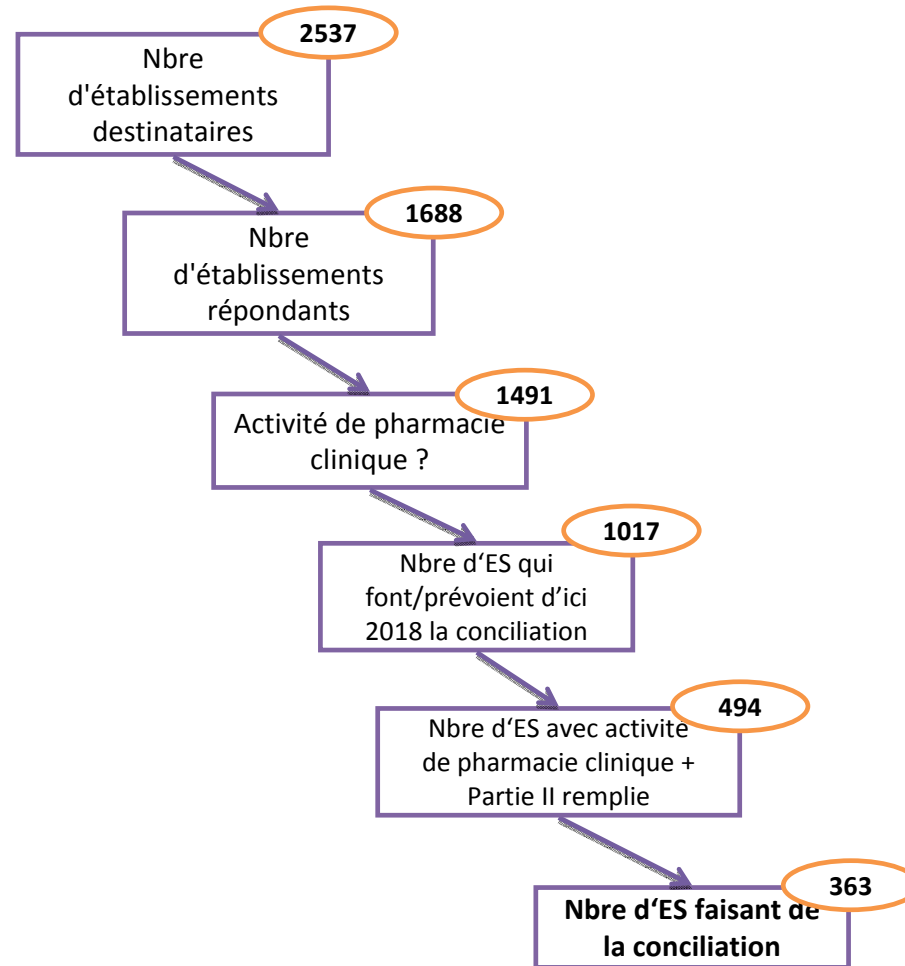 2537
Nbre
d'établissements
destinataires
1688
Nbre
d'établissements
répondants
1491
Activité de pharmacie
clinique ?
1017
Nbre d‘ES qui
font/prévoient d’ici
2018 la conciliation
494
Nbre d‘ES avec activité
de pharmacie clinique +
Partie II remplie
363
Nbre d‘ES faisant de
la conciliation